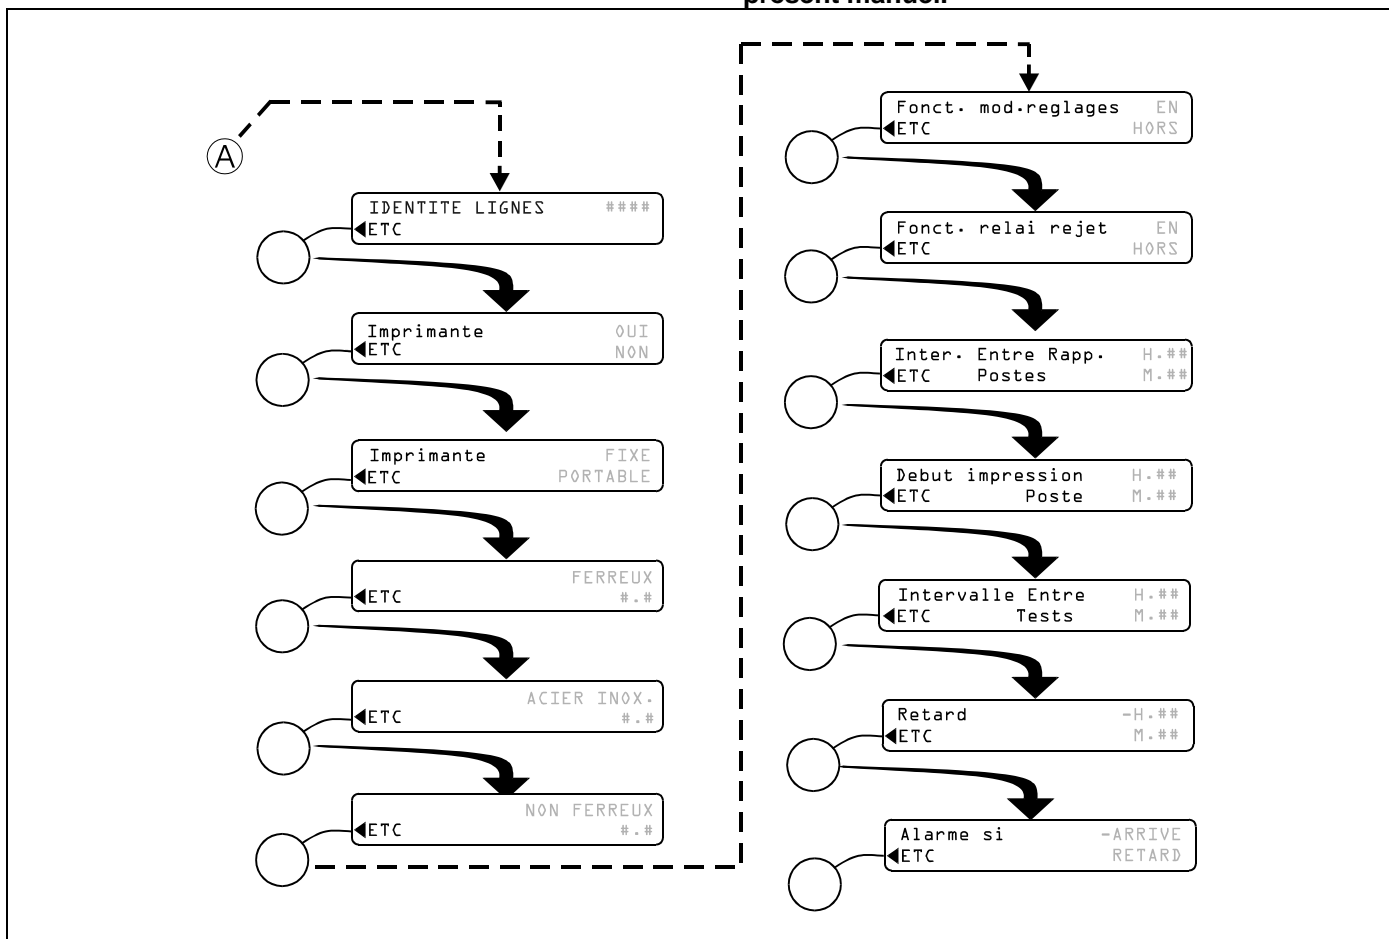 présent manuel.
A
IDENTITE LIGNES ####
◀ETC
Imprimante OUI
◀ETC NON
Imprimante FIXE
◀ETC PORTABLE
FERREUX
◀ETC #.#
ACIER INOX.
◀ETC #.#
NON FERREUX
◀ETC #.#
Fonct. mod.reglages EN
◀ETC HORS
Fonct. relai rejet EN
◀ETC HORS
Inter. Entre Rapp. H.##
◀ETC Postes M.##
Debut impression H.##
◀ETC Poste M.##
Intervalle Entre H.##
◀ETC Tests M.##
Retard -H.##
◀ETC M.##
Alarme si -ARRIVE
◀ETC RETARD